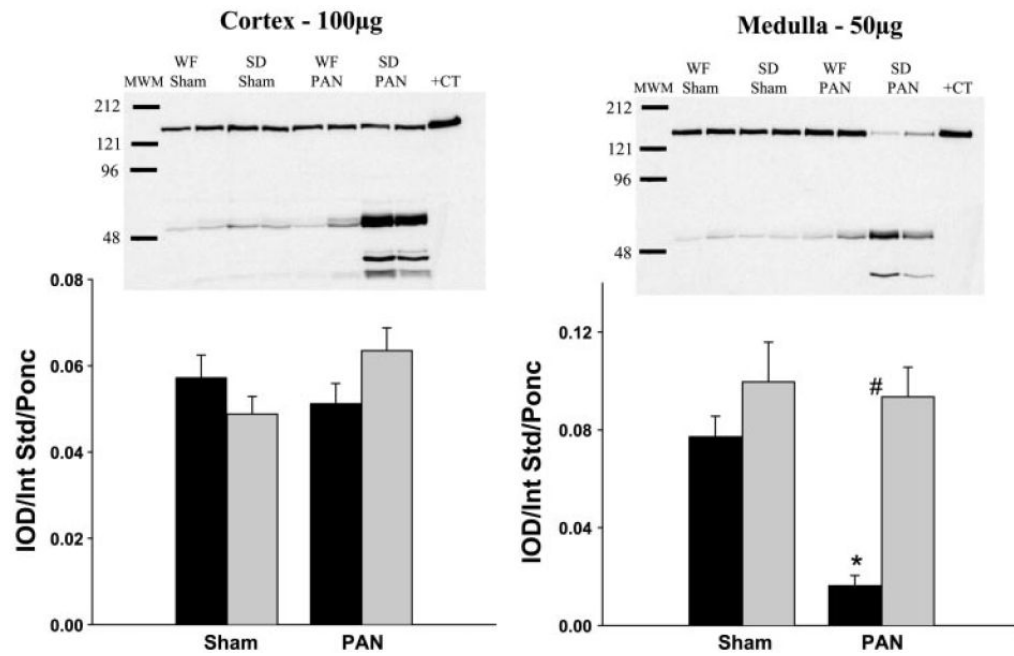 Cortex - 100µg
WF SD WF SD
MWM Sham Sham PAN PAN +CT
212
121
96
48
0.08
0.06
0.04
0.02
0.00
IOD/Int Std/Ponc
Sham PAN
Medulla - 50µg
WF SD WF SD
MWM Sham Sham PAN PAN +CT
212
121
96
48
0.12
0.08
0.04
0.00
IOD/Int Std/Ponc
#
*
Sham PAN